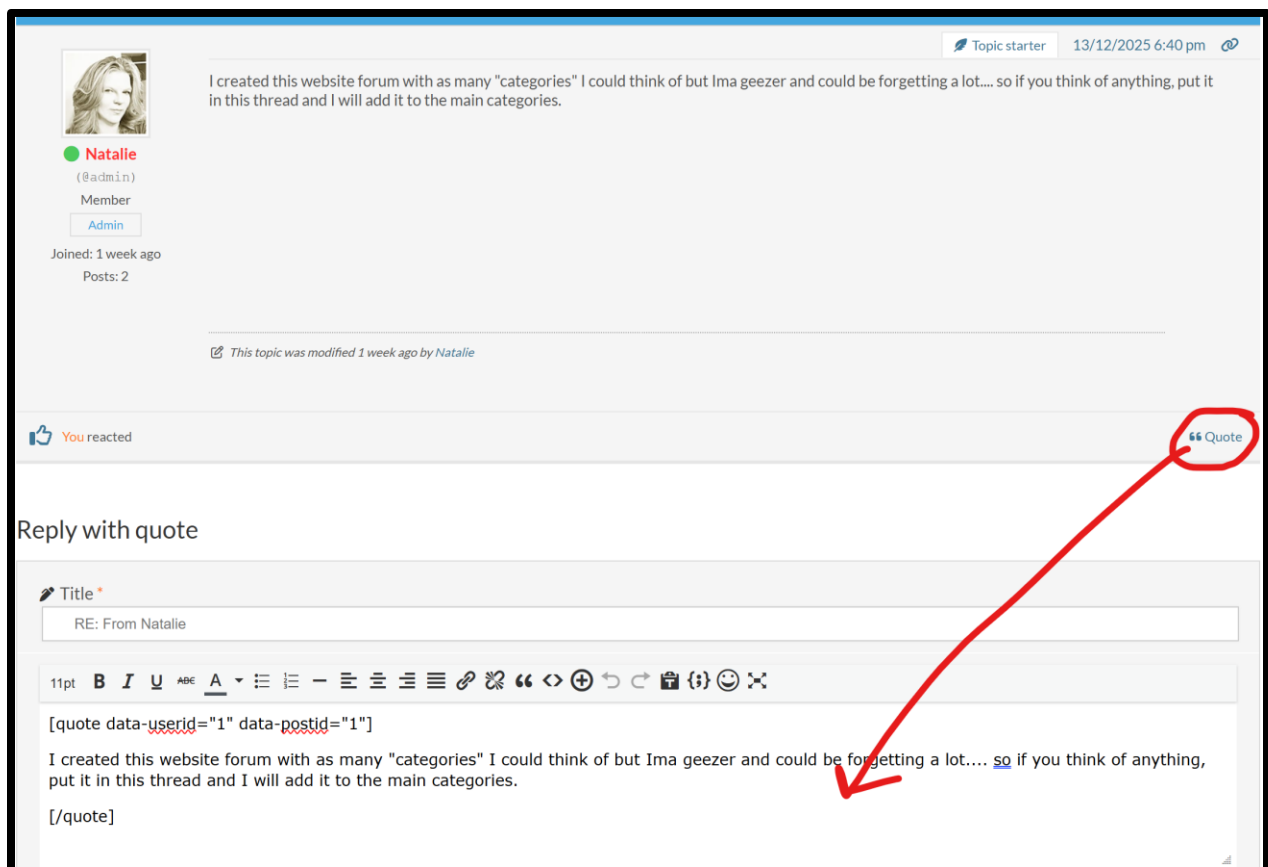 Topic starter 13/12/2025 6:40 pm
I created this website forum with as many "categories" I could think of but Ima geezer and could be forgetting a lot.... so if you think of anything, put it
in this thread and I will add it to the main categories.
Natalie
(@admin)
Member
Admin
Joined: 1 week ago
Posts: 2
This topic was modified 1 week ago by Natalie
You reacted
Quote
Reply with quote
Title *
RE: From Natalie
11pt B I U ABC A
[quote data-userid="1" data-postid="1"]
I created this website forum with as many "categories" I could think of but Ima geezer and could be forgetting a lot.... so if you think of anything,
put it in this thread and I will add it to the main categories.
[/quote]